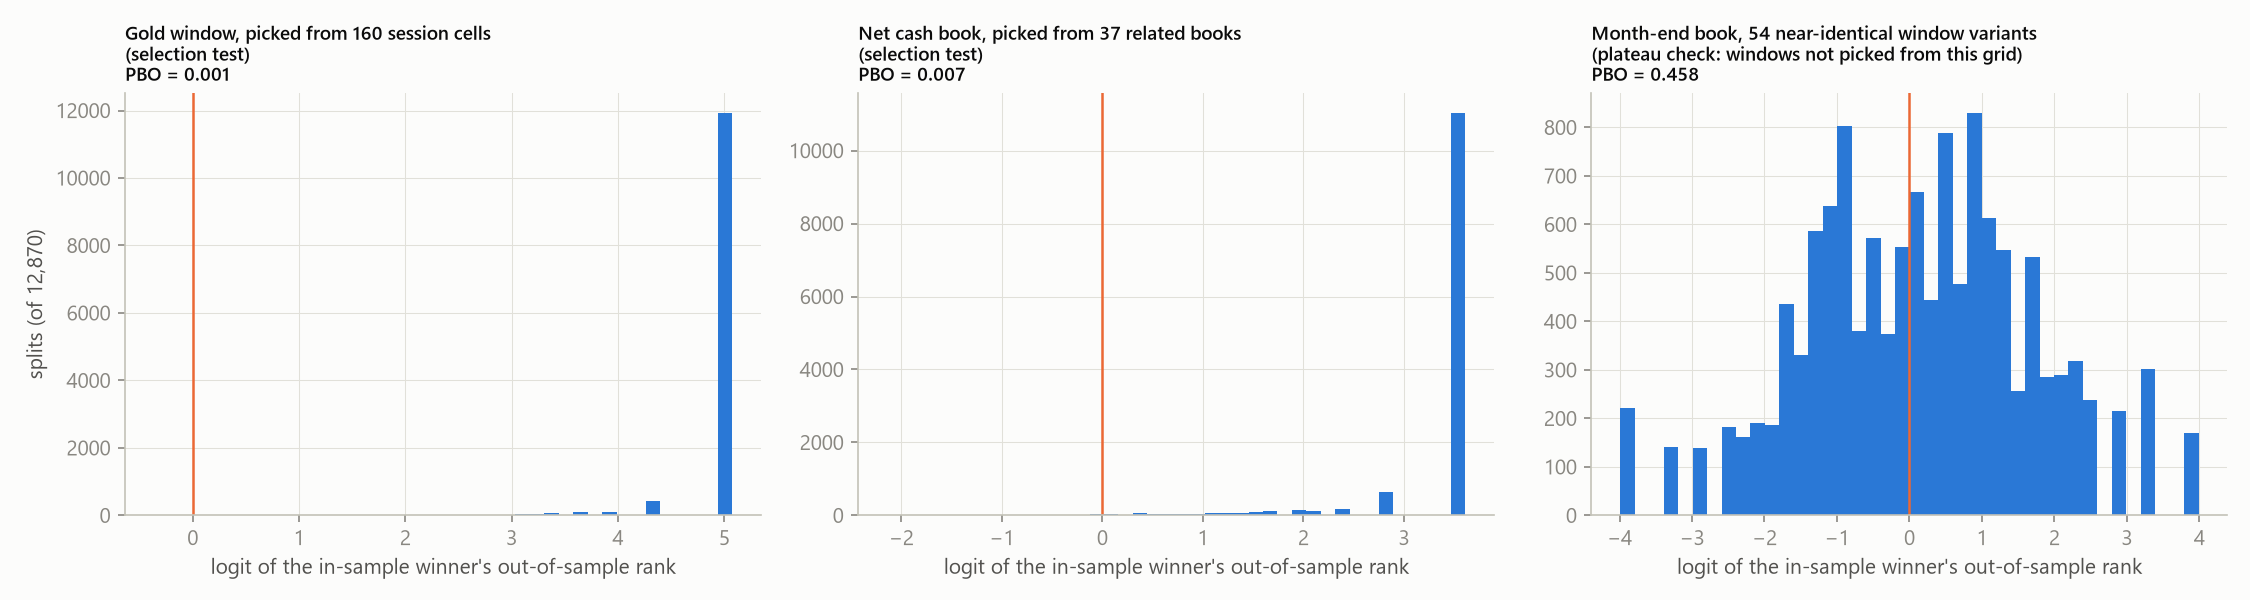 Gold window, picked from 160 session cells
(selection test)
PBO = 0.001
12000
10000
8000
6000
4000
2000
0
splits (of 12,870)
0 1 2 3 4 5
logit of the in-sample winner's out-of-sample rank
Net cash book, picked from 37 related books
(selection test)
PBO = 0.007
10000
8000
6000
4000
2000
0
−2 −1 0 1 2 3
logit of the in-sample winner's out-of-sample rank
Month-end book, 54 near-identical window variants
(plateau check: windows not picked from this grid)
PBO = 0.458
800
700
600
500
400
300
200
100
0
−4 −3 −2 −1 0 1 2 3 4
logit of the in-sample winner's out-of-sample rank